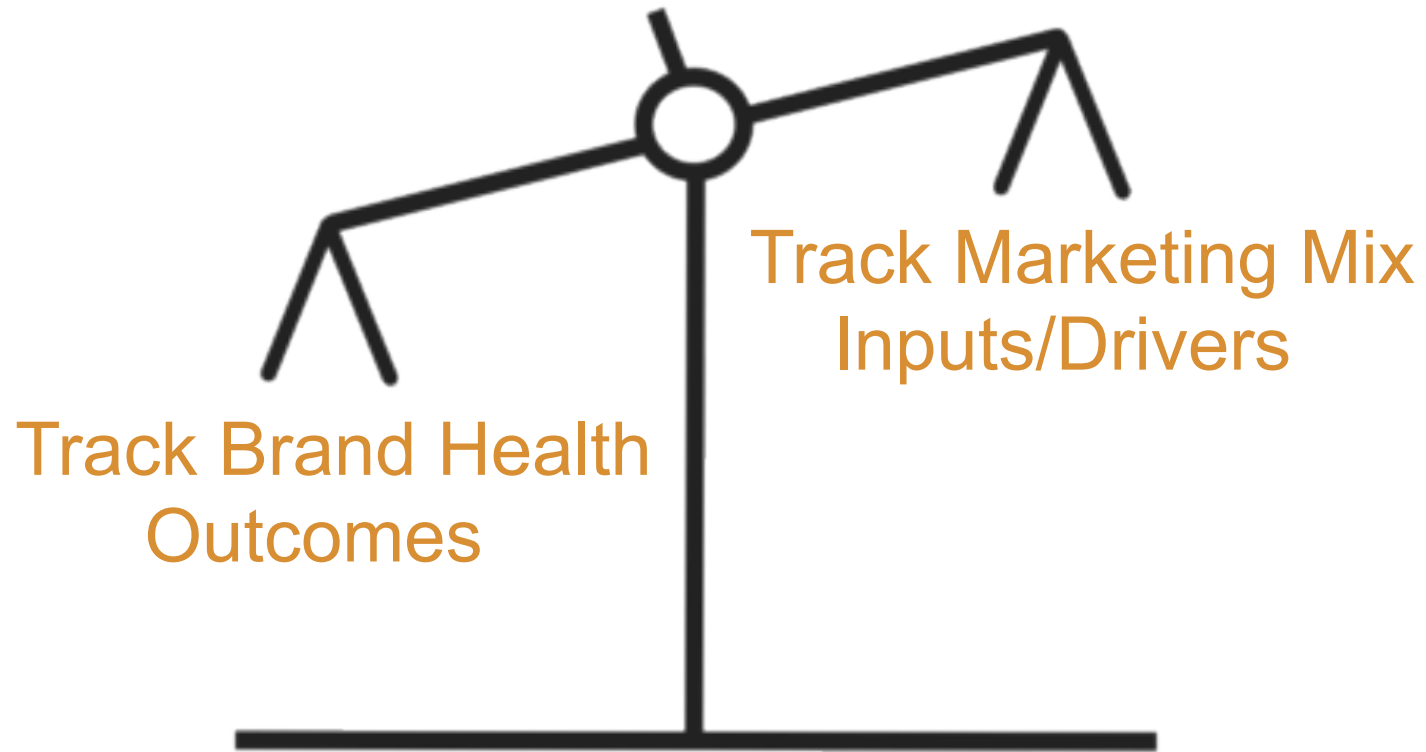 Track Marketing Mix
Inputs/Drivers
Track Brand Health
Outcomes